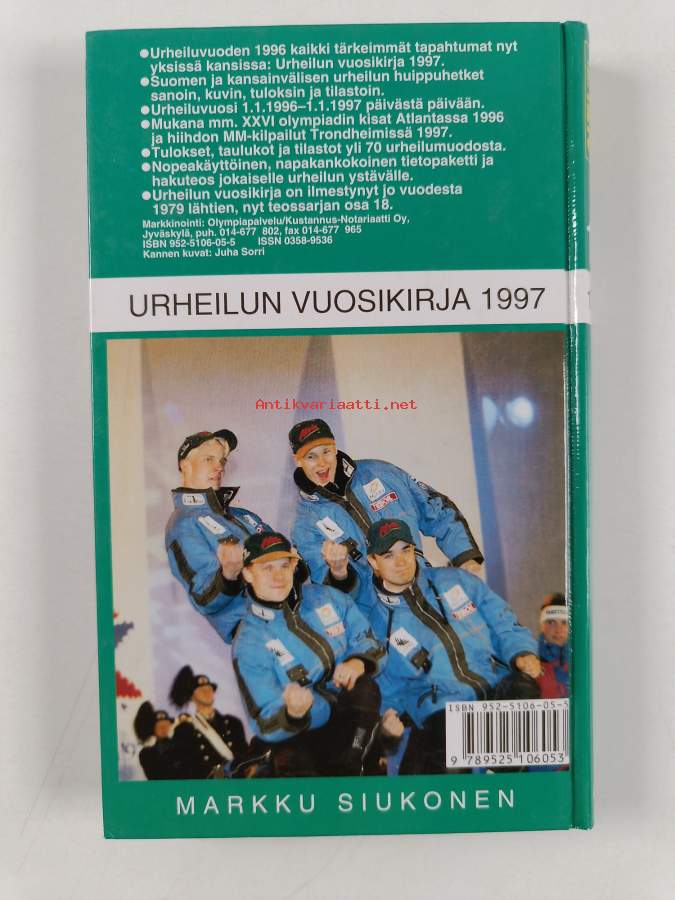 ●Urheiluvuoden 1996 kaikki tärkeimmät tapahtumat nyt
yksissä kansissa: Urheilun vuosikirja 1997.
●Suomen ja kansainvälisen urheilun huippuhetket
sanoin, kuvin, tuloksin ja tilastoin.
●Urheiluvuosi 1.1.1996–1.1.1997 päivästä päivään.
●Mukana mm. XXVI olympiadin kisat Atlantassa 1996
ja hiihdon MM-kilpailut Trondheimissä 1997.
●Tulokset, taulukot ja tilastot yli 70 urheilumuodosta.
●Nopeakäyttöinen, napakankokoinen tietopaketti ja
hakuteos jokaiselle urheilun ystävälle.
●Urheilun vuosikirja on ilmestynyt jo vuodesta
1979 lähtien, nyt teossarjan osa 18.
Markkinointi: Olympiapalvelu/Kustannus-Notariaatti Oy,
Jyväskylä, puh. 014-677 802, fax 014-677 965
ISBN 952-5106-05-5 ISSN 0358-9536
Kannen kuvat: Juha Sorri
URHEILUN VUOSIKIRJA 1997
Antikvariaatti.net
ISBN 952-5106-05-5
9 789525 106053
MARKKU SIUKONEN